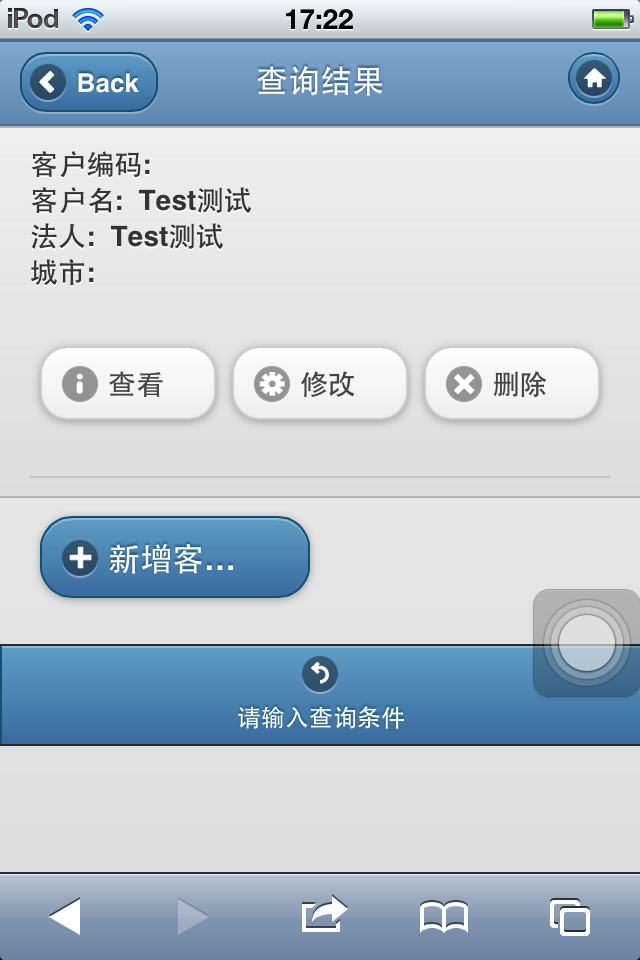 iPod 17:22
Back 查询结果
客户编码:
客户名: Test测试
法人: Test测试
城市:
查看 修改 删除
新增客...
请输入查询条件